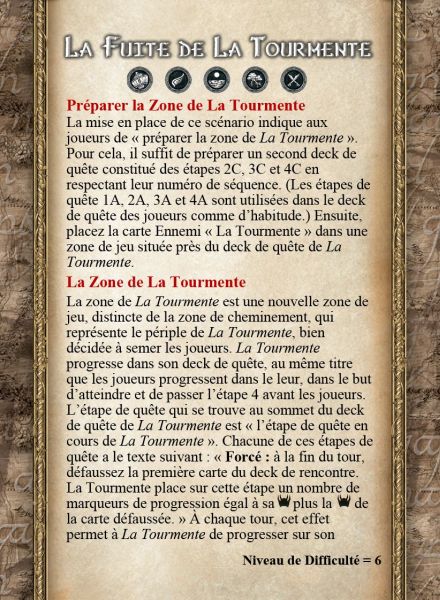 La Fuite de La Tourmente
Préparer la Zone de La Tourmente
La mise en place de ce scénario indique aux
joueurs de « préparer la zone de La Tourmente ».
Pour cela, il suffit de préparer un second deck de
quête constitué des étapes 2C, 3C et 4C en
respectant leur numéro de séquence. (Les étapes de
quête 1A, 2A, 3A et 4A sont utilisées dans le deck
de quête des joueurs comme d'habitude.) Ensuite,
placez la carte Ennemi « La Tourmente » dans une
zone de jeu située près du deck de quête de La
Tourmente.
La Zone de La Tourmente
La zone de La Tourmente est une nouvelle zone de
jeu, distincte de la zone de cheminement, qui
représente le périple de La Tourmente, bien
décidée à semer les joueurs. La Tourmente
progresse dans son deck de quête, au même titre
que les joueurs progressent dans le leur, dans le but
d'atteindre et de passer l'étape 4 avant les joueurs.
L'étape de quête qui se trouve au sommet du deck
de quête de La Tourmente est « l'étape de quête en
cours de La Tourmente ». Chacune de ces étapes de
quête a le texte suivant : « Forcé : à la fin du tour,
défaussez la première carte du deck de rencontre.
La Tourmente place sur cette étape un nombre de
marqueurs de progression égal à sa plus la de
la carte défaussée. » À chaque tour, cet effet
permet à La Tourmente de progresser sur son
Niveau de Difficulté = 6